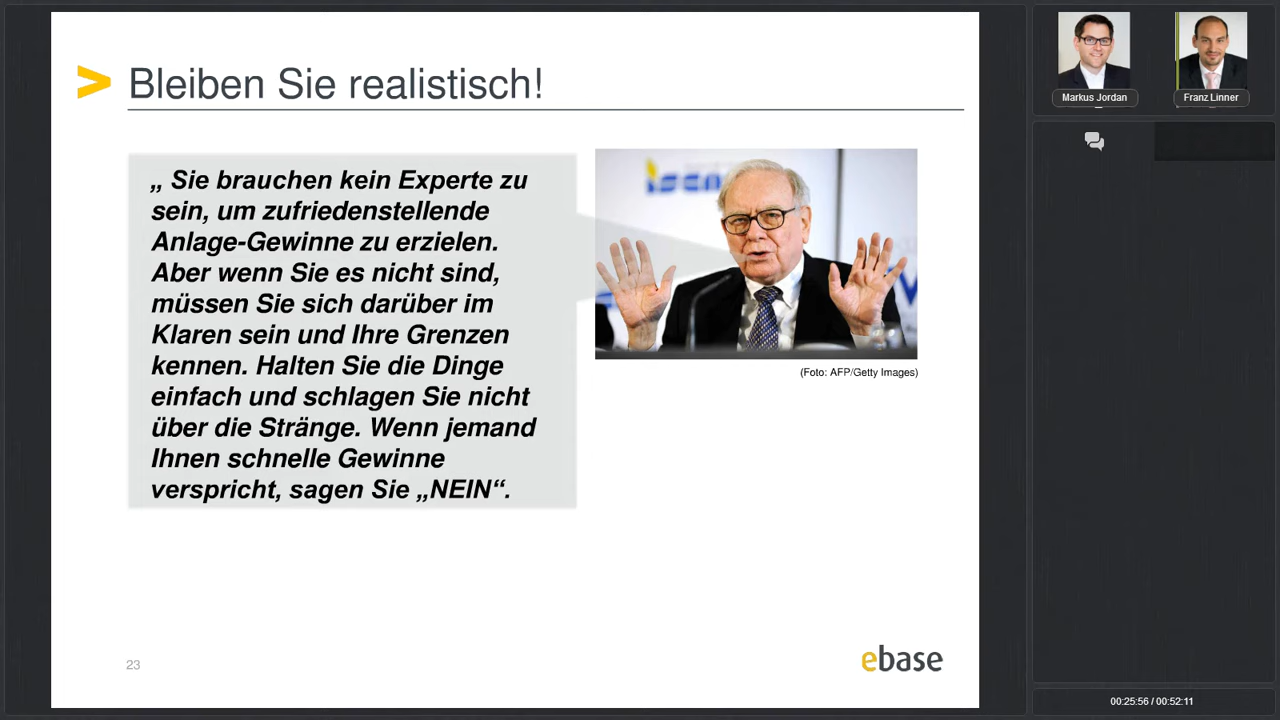 Bleiben Sie realistisch!
„ Sie brauchen kein Experte zu
sein, um zufriedenstellende
Anlage-Gewinne zu erzielen.
Aber wenn Sie es nicht sind,
müssen Sie sich darüber im
Klaren sein und Ihre Grenzen
kennen. Halten Sie die Dinge
einfach und schlagen Sie nicht
über die Stränge. Wenn jemand
Ihnen schnelle Gewinne
verspricht, sagen Sie „NEIN“.
(Foto: AFP/Getty Images)
23
ebase
Markus Jordan
Franz Linner
00:25:56 / 00:52:11